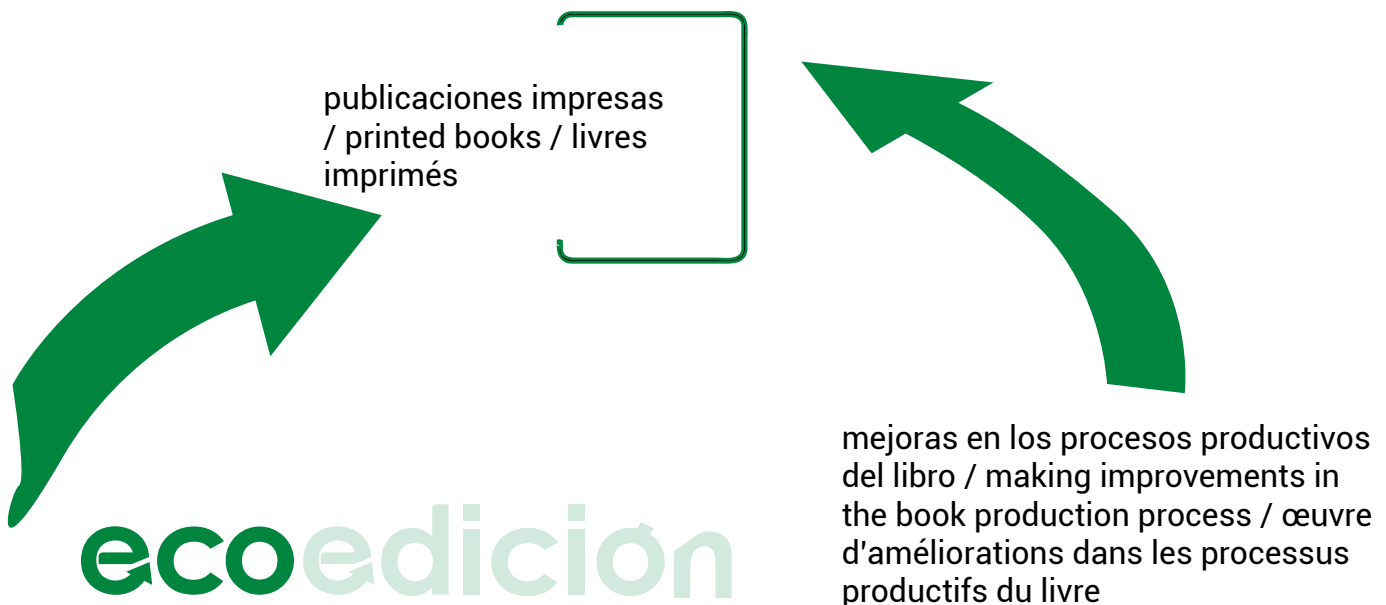 publicaciones impresas
/ printed books / livres
imprimés
mejoras en los procesos productivos
del libro / making improvements in
the book production process / œuvre
d'améliorations dans les processus
productifs du livre
ecoedición